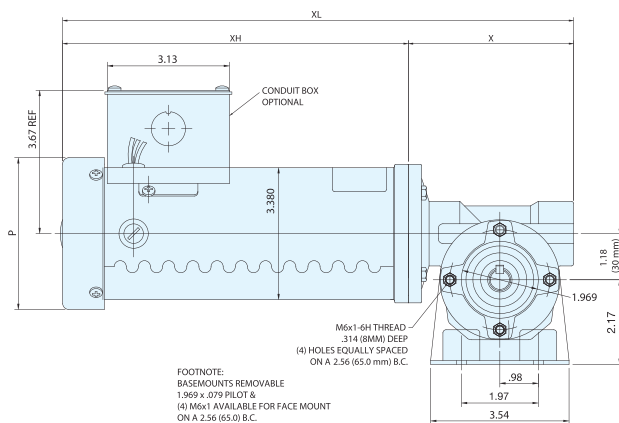 XL
XH
X
3.13
CONDUIT BOX
OPTIONAL
3.67 REF
P
3.380
1.18
(30 mm)
1.969
2.17
M6x1-6H THREAD
.314 (8MM) DEEP
(4) HOLES EQUALLY SPACED
ON A 2.56 (65.0 mm) B.C.
.98
1.97
3.54
FOOTNOTE:
BASEMOUNTS REMOVABLE
1.969 x .079 PILOT &
(4) M6x1 AVAILABLE FOR FACE MOUNT
ON A 2.56 (65.0) B.C.